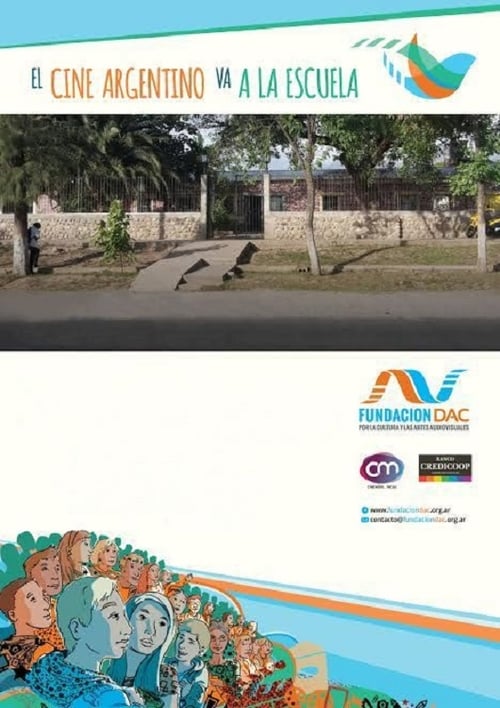 EL CINE ARGENTINO VA A LA ESCUELA
FUNDACION DAC
POR LA CULTURA Y LAS ARTES AUDIOVISUALES
cm
BANCO
CREDICOOP
www.fundaciondac.org.ar
contacto@fundaciondac.org.ar